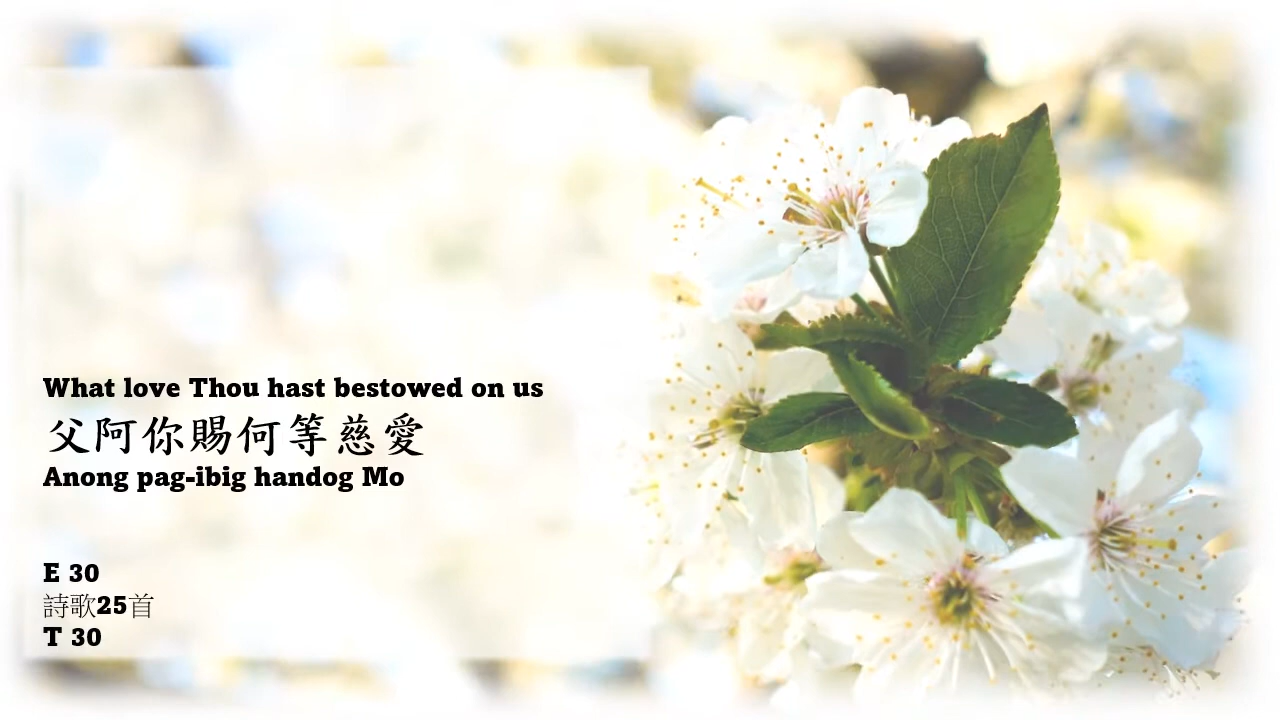 What love Thou hast bestowed on us
父阿你賜何等慈愛
Anong pag-ibig handog Mo
E 30
詩歌25首
T 30